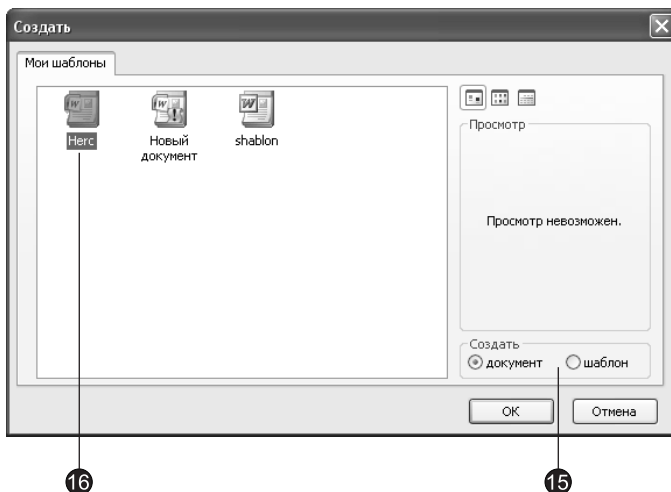 Создать
Мои шаблоны
Herc
Новый
документ
shablon
Просмотр
Просмотр невозможен.
Создать
документ
шаблон
ОК
Отмена
16
15